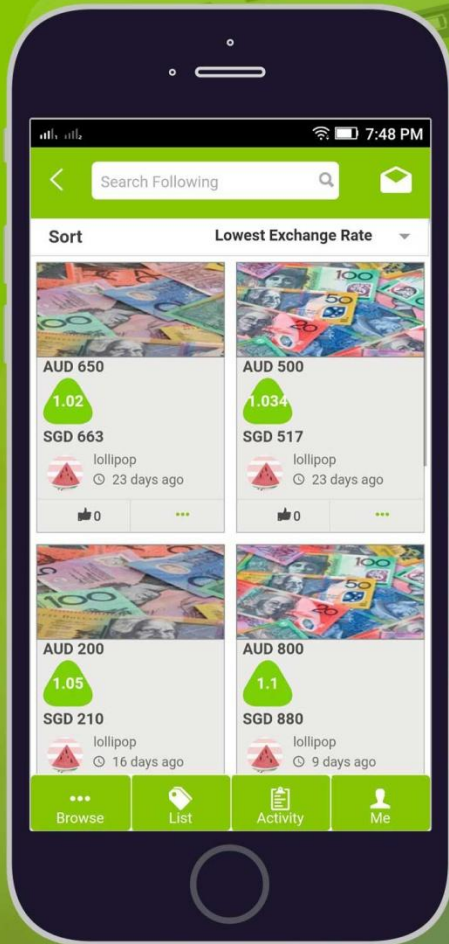 7:48 PM
Search Following
Sort
Lowest Exchange Rate
AUD 650
1.02
SGD 663
lollipop
23 days ago
0
AUD 500
1.034
SGD 517
lollipop
23 days ago
0
AUD 200
1.05
SGD 210
lollipop
16 days ago
AUD 800
1.1
SGD 880
lollipop
9 days ago
Browse
List
Activity
Me